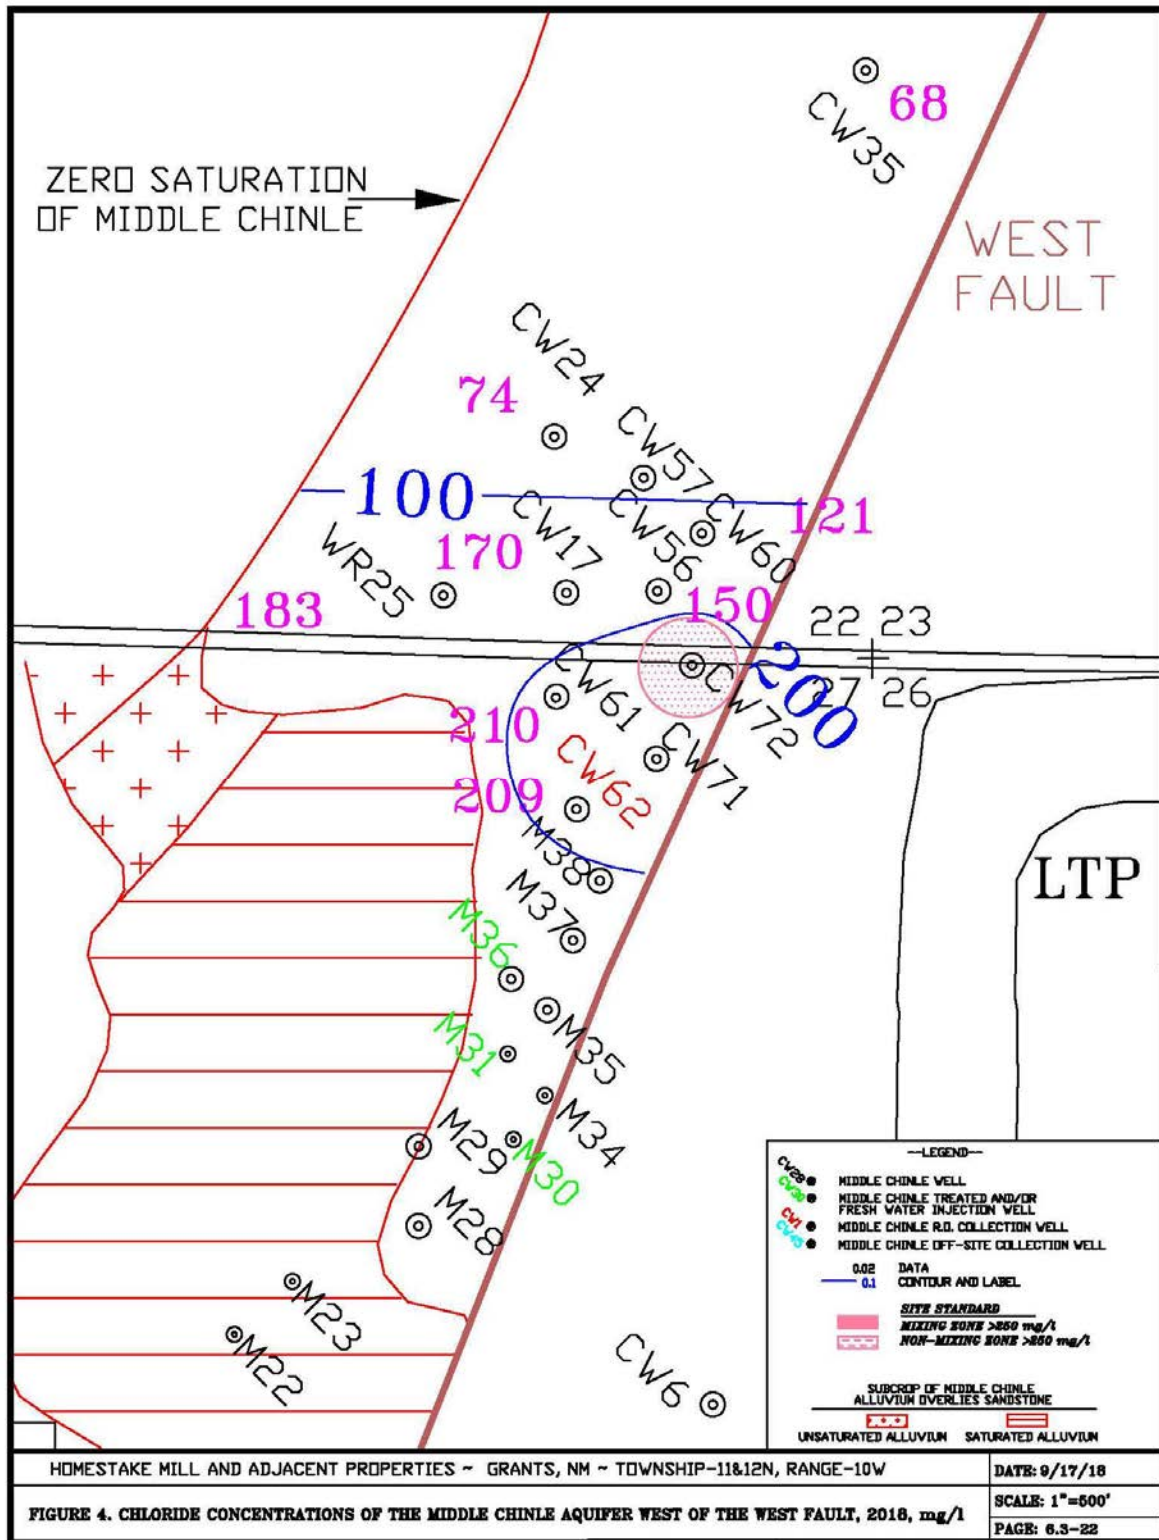 CW35
68
ZERO SATURATION
OF MIDDLE CHINLE
WEST
FAULT
CW24
74
CW57
100
CW17
CW56
CW60
121
WR25
170
183
150
22 23
27 26
200
CW61
CW72
210
CW62
CW71
209
M38
LTP
M37
M36
M31
M35
M34
M29
M30
M28
M23
M22
CW6
--LEGEND--
CW28 MIDDLE CHINLE WELL
CW30 MIDDLE CHINLE TREATED AND/OR
FRESH WATER INJECTION WELL
CW1 MIDDLE CHINLE R.O. COLLECTION WELL
CW45 MIDDLE CHINLE OFF-SITE COLLECTION WELL
0.02 DATA
0.1 CONTOUR AND LABEL
SITE STANDARD
MIXING ZONE >250 mg/l
NON-MIXING ZONE >250 mg/l
SUBCROP OF MIDDLE CHINLE
ALLUVIUM OVERLIES SANDSTONE
UNSATURATED ALLUVIUM SATURATED ALLUVIUM
HOMESTAKE MILL AND ADJACENT PROPERTIES ~ GRANTS, NM ~ TOWNSHIP-11&12N, RANGE-10W
DATE: 9/17/18
FIGURE 4. CHLORIDE CONCENTRATIONS OF THE MIDDLE CHINLE AQUIFER WEST OF THE WEST FAULT, 2018, mg/l
SCALE: 1"=500'
PAGE: 6.3-22